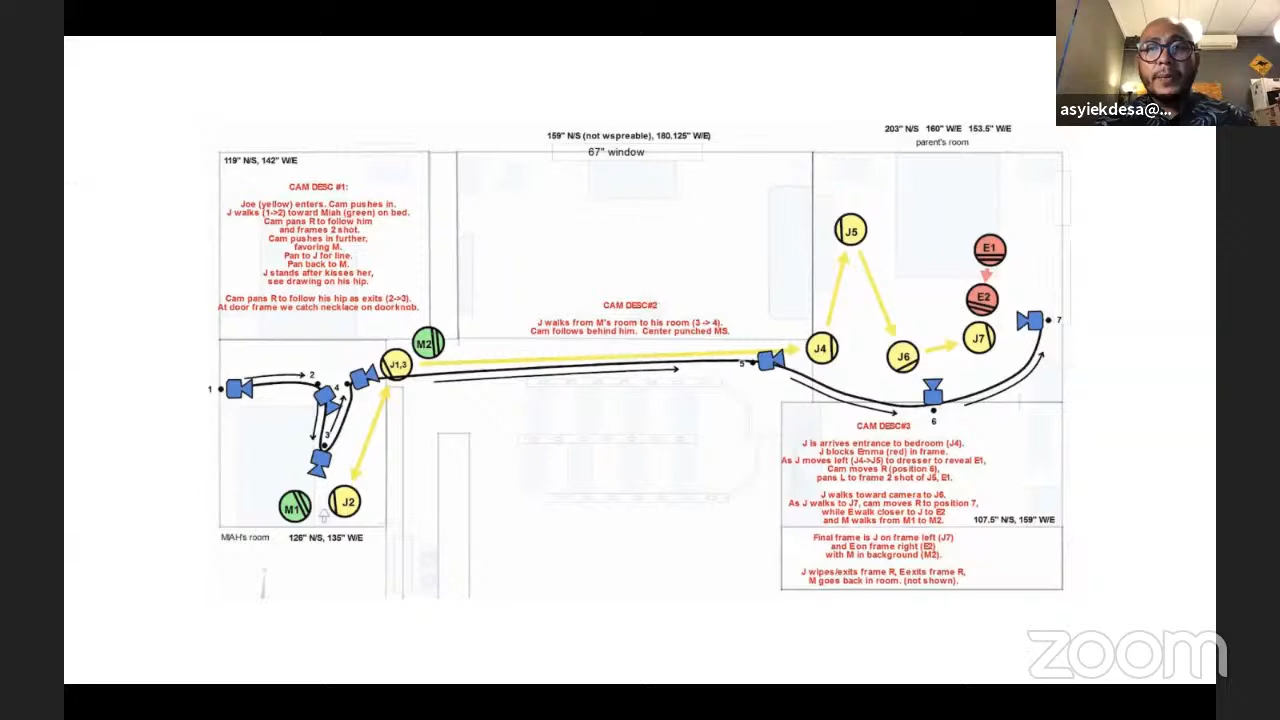 asyiekdesa@...
159" N/S (not wspreable), 180.125" W/E)
67" window
203" N/S 160" W/E 153.5" W/E
parent's room
119" N/S, 142" W/E
CAM DESC #1:
Joe (yellow) enters. Cam pushes in.
J walks (1->2) toward Miah (green) on bed.
Cam pans R to follow him
and frames 2 shot.
Cam pushes in further,
favoring M.
Pan to J for line.
Pan back to M.
J stands after kisses her,
see drawing on his hip.
Cam pans R to follow his hip as exits (2->3).
At door frame we catch necklace on doorknob.
CAM DESC#2
J walks from M's room to his room (3 -> 4).
Cam follows behind him. Center punched MS.
J5
E1
E2
7
M2
J1,3
J4
J6
J7
1
2
4
5
3
6
M1
J2
CAM DESC#3
J is arrives entrance to bedroom (J4).
J blocks Emma (red) in frame.
As J moves left (J4->J5) to dresser to reveal E1,
Cam moves R (position 6),
pans L to frame 2 shot of J5, E1.
J walks toward camera to J6.
As J walks to J7, cam moves R to position 7,
while E walk closer to J to E2
and M walks from M1 to M2.
107.5" N/S, 159" W/E
Final frame is J on frame left (J7)
and E on frame right (E2)
with M in background (M2).
J wipes/exits frame R, E exits frame R,
M goes back in room. (not shown).
MIAH's room 126" N/S, 135" W/E
zoom